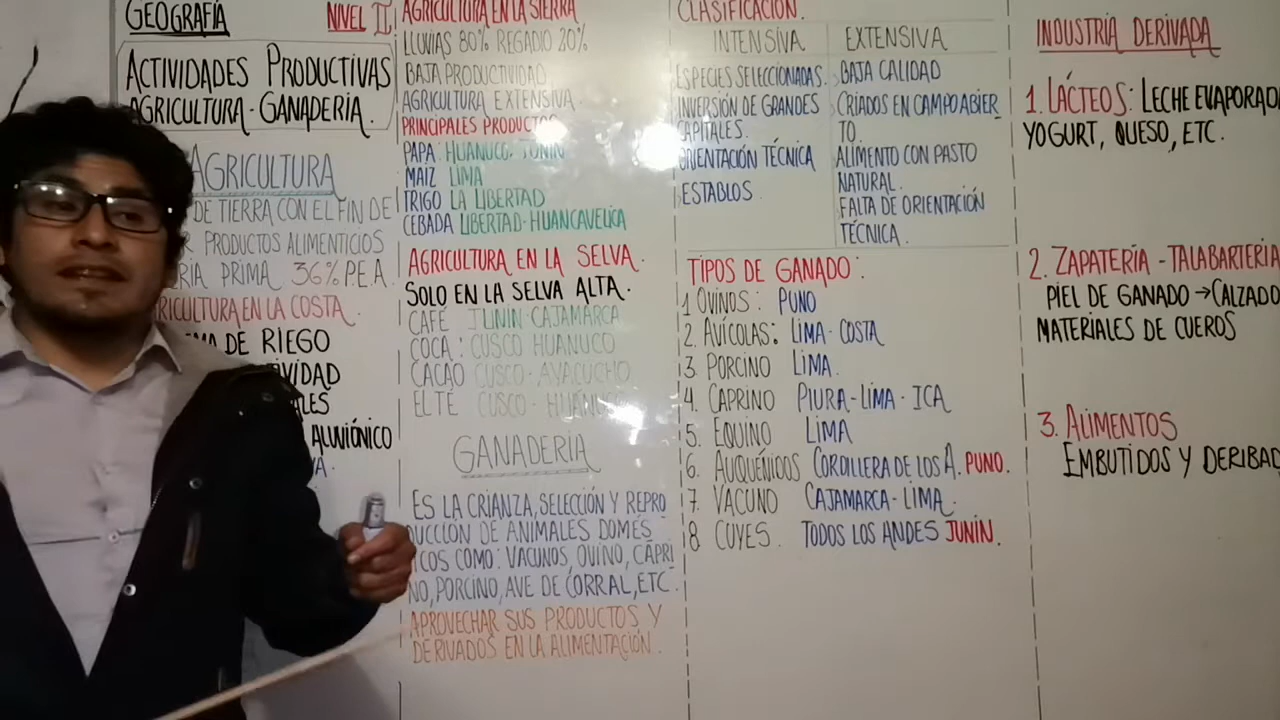 GEOGRAFÍA
NIVEL II
ACTIVIDADES PRODUCTIVAS
AGRICULTURA - GANADERÍA.
AGRICULTURA
DE TIERRA CON EL FIN DE
PRODUCTOS ALIMENTICIOS
PRIMA 36% P.E.A.
EN LA COSTA.
DE RIEGO
ALUVIÓNICO
AGRICULTURA EN LA SIERRA
LLUVIAS 80% REGADIO 20%
BAJA PRODUCTIVIDAD
AGRICULTURA EXTENSIVA
PRINCIPALES
PAPA: HUANUCO. JUNIN
MAIZ LIMA
TRIGO LA LIBERTAD
CEBADA LIBERTAD-HUANCAVELICA
AGRICULTURA EN LA SELVA.
SOLO EN LA SELVA ALTA.
CAFÉ JUNIN-CAJAMARCA
COCA: CUSCO HUANUCO
CACAO CUSCO-AYACUCHO
EL TÉ CUSCO-
GANADERÍA
ES LA CRIANZA, SELECCIÓN Y REPRO
DUCCIÓN DE ANIMALES DOMÉS-
TICOS COMO: VACUNOS, OVINO, CAPRI
NO, PORCINO, AVE DE CORRAL, ETC.
APROVECHAR SUS PRODUCTOS Y
DERIVADOS EN LA ALIMENTACIÓN.
CLASIFICACIÓN.
INTENSIVA
ESPECIES SELECCIONADAS.
INVERSIÓN DE GRANDES
CAPITALES.
ORIENTACIÓN TÉCNICA
ESTABLOS
EXTENSIVA
BAJA CALIDAD
CRIADOS EN CAMPO ABIER
TO.
ALIMENTO CON PASTO
NATURAL.
FALTA DE ORIENTACIÓN
TÉCNICA.
TIPOS DE GANADO:
1 OVINOS: PUNO
2. AVÍCOLAS: LIMA-COSTA
3. PORCINO LIMA.
4. CAPRINO PIURA-LIMA-ICA
5. EQUINO LIMA
6. AUQUÉNIDOS CORDILLERA DE LOS A. PUNO.
7. VACUNO CAJAMARCA-LIMA.
8 CUYES. TODOS LOS ANDES JUNÍN.
INDUSTRIA DERIVADA
1. LÁCTEOS: LECHE EVAPORAD
YOGURT, QUESO, ETC.
2. ZAPATERÍA - TALABARTERIA
PIEL DE GANADO → CALZADO
MATERIALES DE CUEROS
3. ALIMENTOS
EMBUTIDOS Y DERIBAD